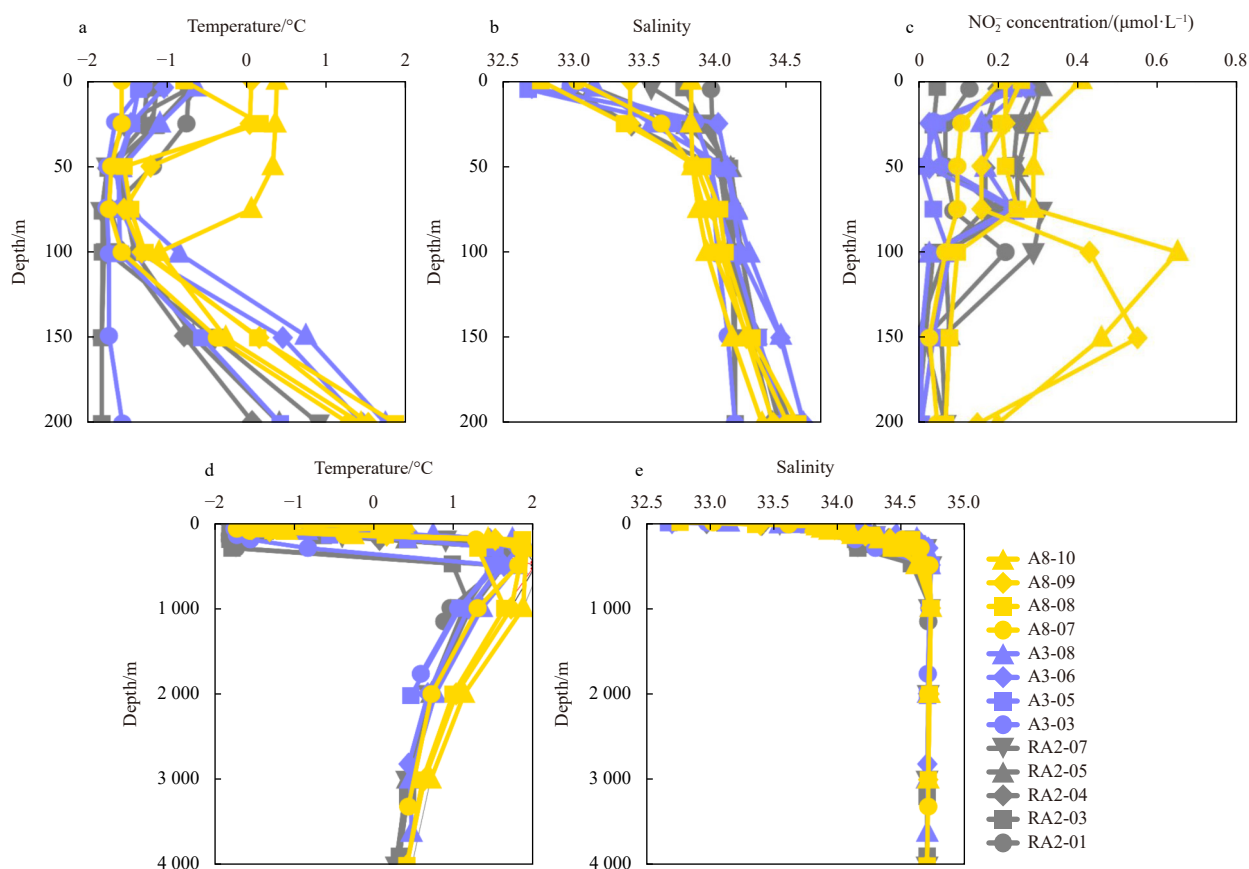 a Temperature/°C
−2 −1 0 1 2
0
50
100
150
200
Depth/m
b Salinity
32.5 33.0 33.5 34.0 34.5
0
50
100
150
200
Depth/m
c NO₂⁻ concentration/(μmol·L⁻¹)
0 0.2 0.4 0.6 0.8
0
50
100
150
200
Depth/m
d Temperature/°C
−2 −1 0 1 2
0
1 000
2 000
3 000
4 000
Depth/m
e Salinity
32.5 33.0 33.5 34.0 34.5 35.0
0
1 000
2 000
3 000
4 000
Depth/m
A8-10
A8-09
A8-08
A8-07
A3-08
A3-06
A3-05
A3-03
RA2-07
RA2-05
RA2-04
RA2-03
RA2-01